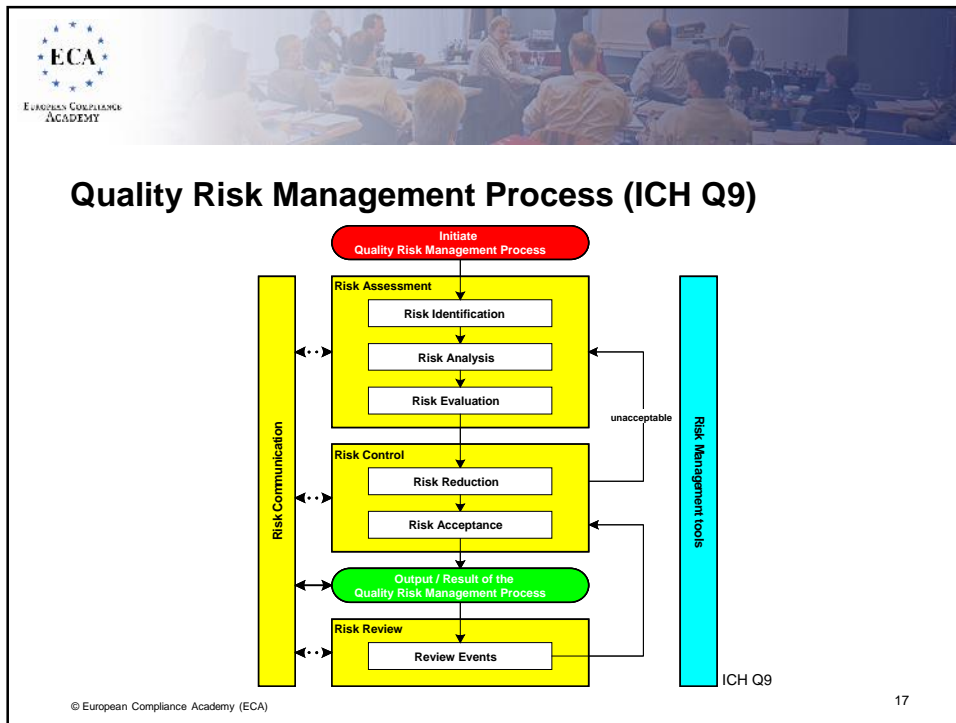 ECA
EUROPEAN COMPLIANCE
ACADEMY
Quality Risk Management Process (ICH Q9)
Initiate
Quality Risk Management Process
Risk Assessment
Risk Identification
Risk Analysis
Risk Evaluation
unacceptable
Risk Communication
Risk Management tools
Risk Control
Risk Reduction
Risk Acceptance
Output / Result of the
Quality Risk Management Process
Risk Review
Review Events
ICH Q9
© European Compliance Academy (ECA)
17